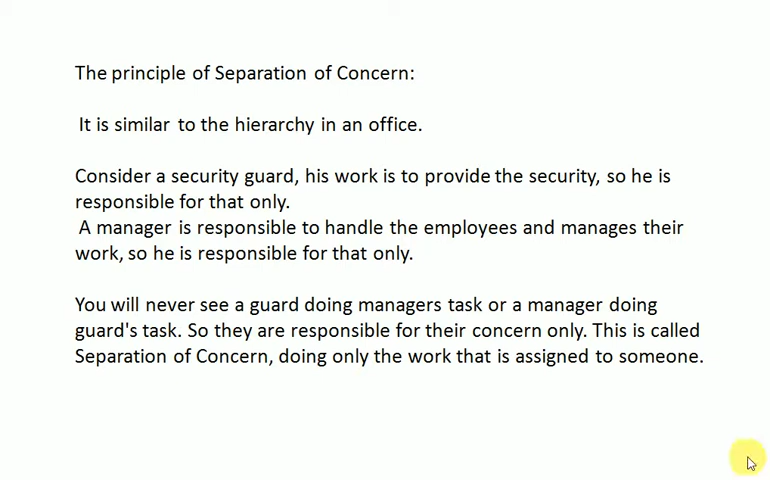 The principle of Separation of Concern:
It is similar to the hierarchy in an office.
Consider a security guard, his work is to provide the security, so he is
responsible for that only.
A manager is responsible to handle the employees and manages their
work, so he is responsible for that only.
You will never see a guard doing managers task or a manager doing
guard's task. So they are responsible for their concern only. This is called
Separation of Concern, doing only the work that is assigned to someone.